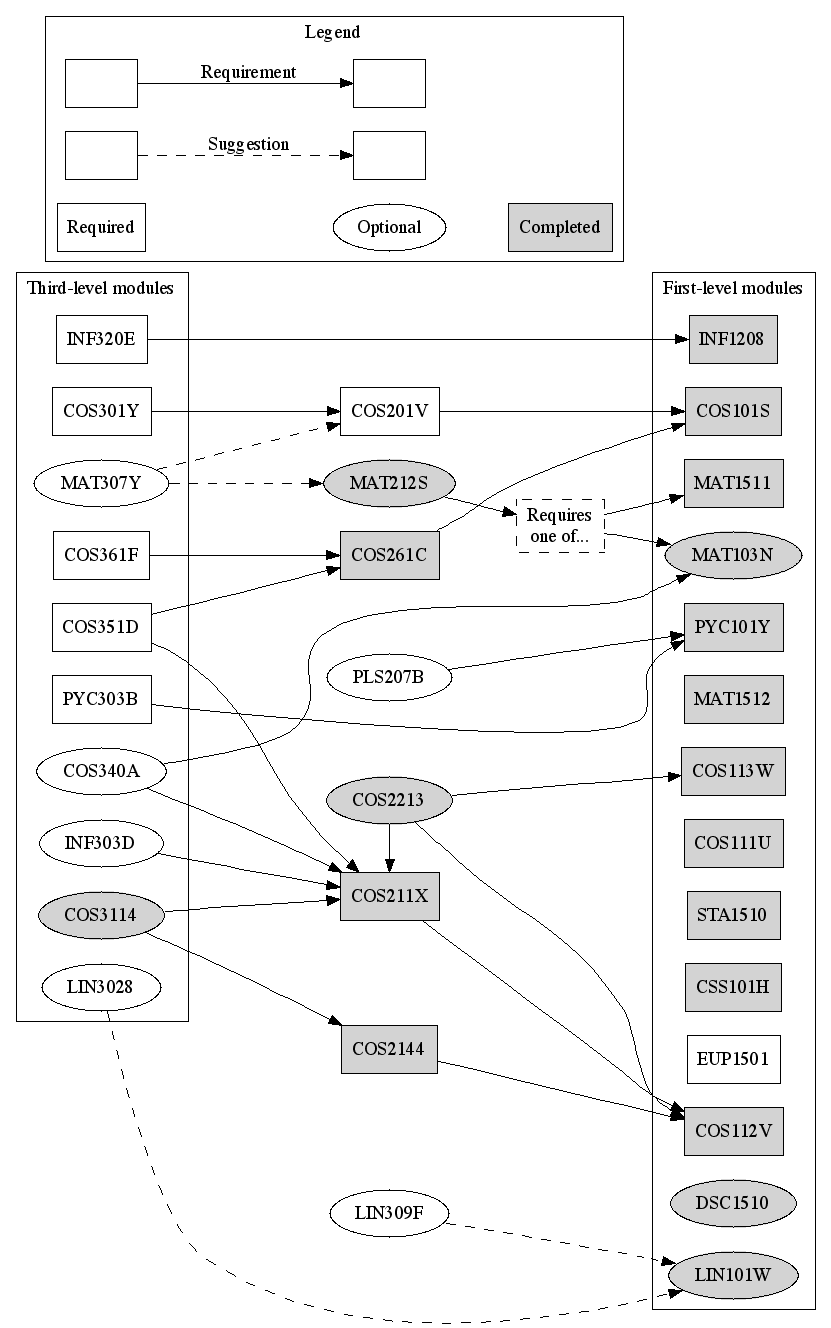 Legend
Requirement
Suggestion
Required
Optional
Completed
Third-level modules
INF320E
COS301Y
MAT307Y
COS361F
COS351D
PYC303B
COS340A
INF303D
COS3114
LIN3028
COS201V
MAT212S
COS261C
Requires
one of...
PLS207B
COS2213
COS211X
COS2144
LIN309F
First-level modules
INF1208
COS101S
MAT1511
MAT103N
PYC101Y
MAT1512
COS113W
COS111U
STA1510
CSS101H
EUP1501
COS112V
DSC1510
LIN101W